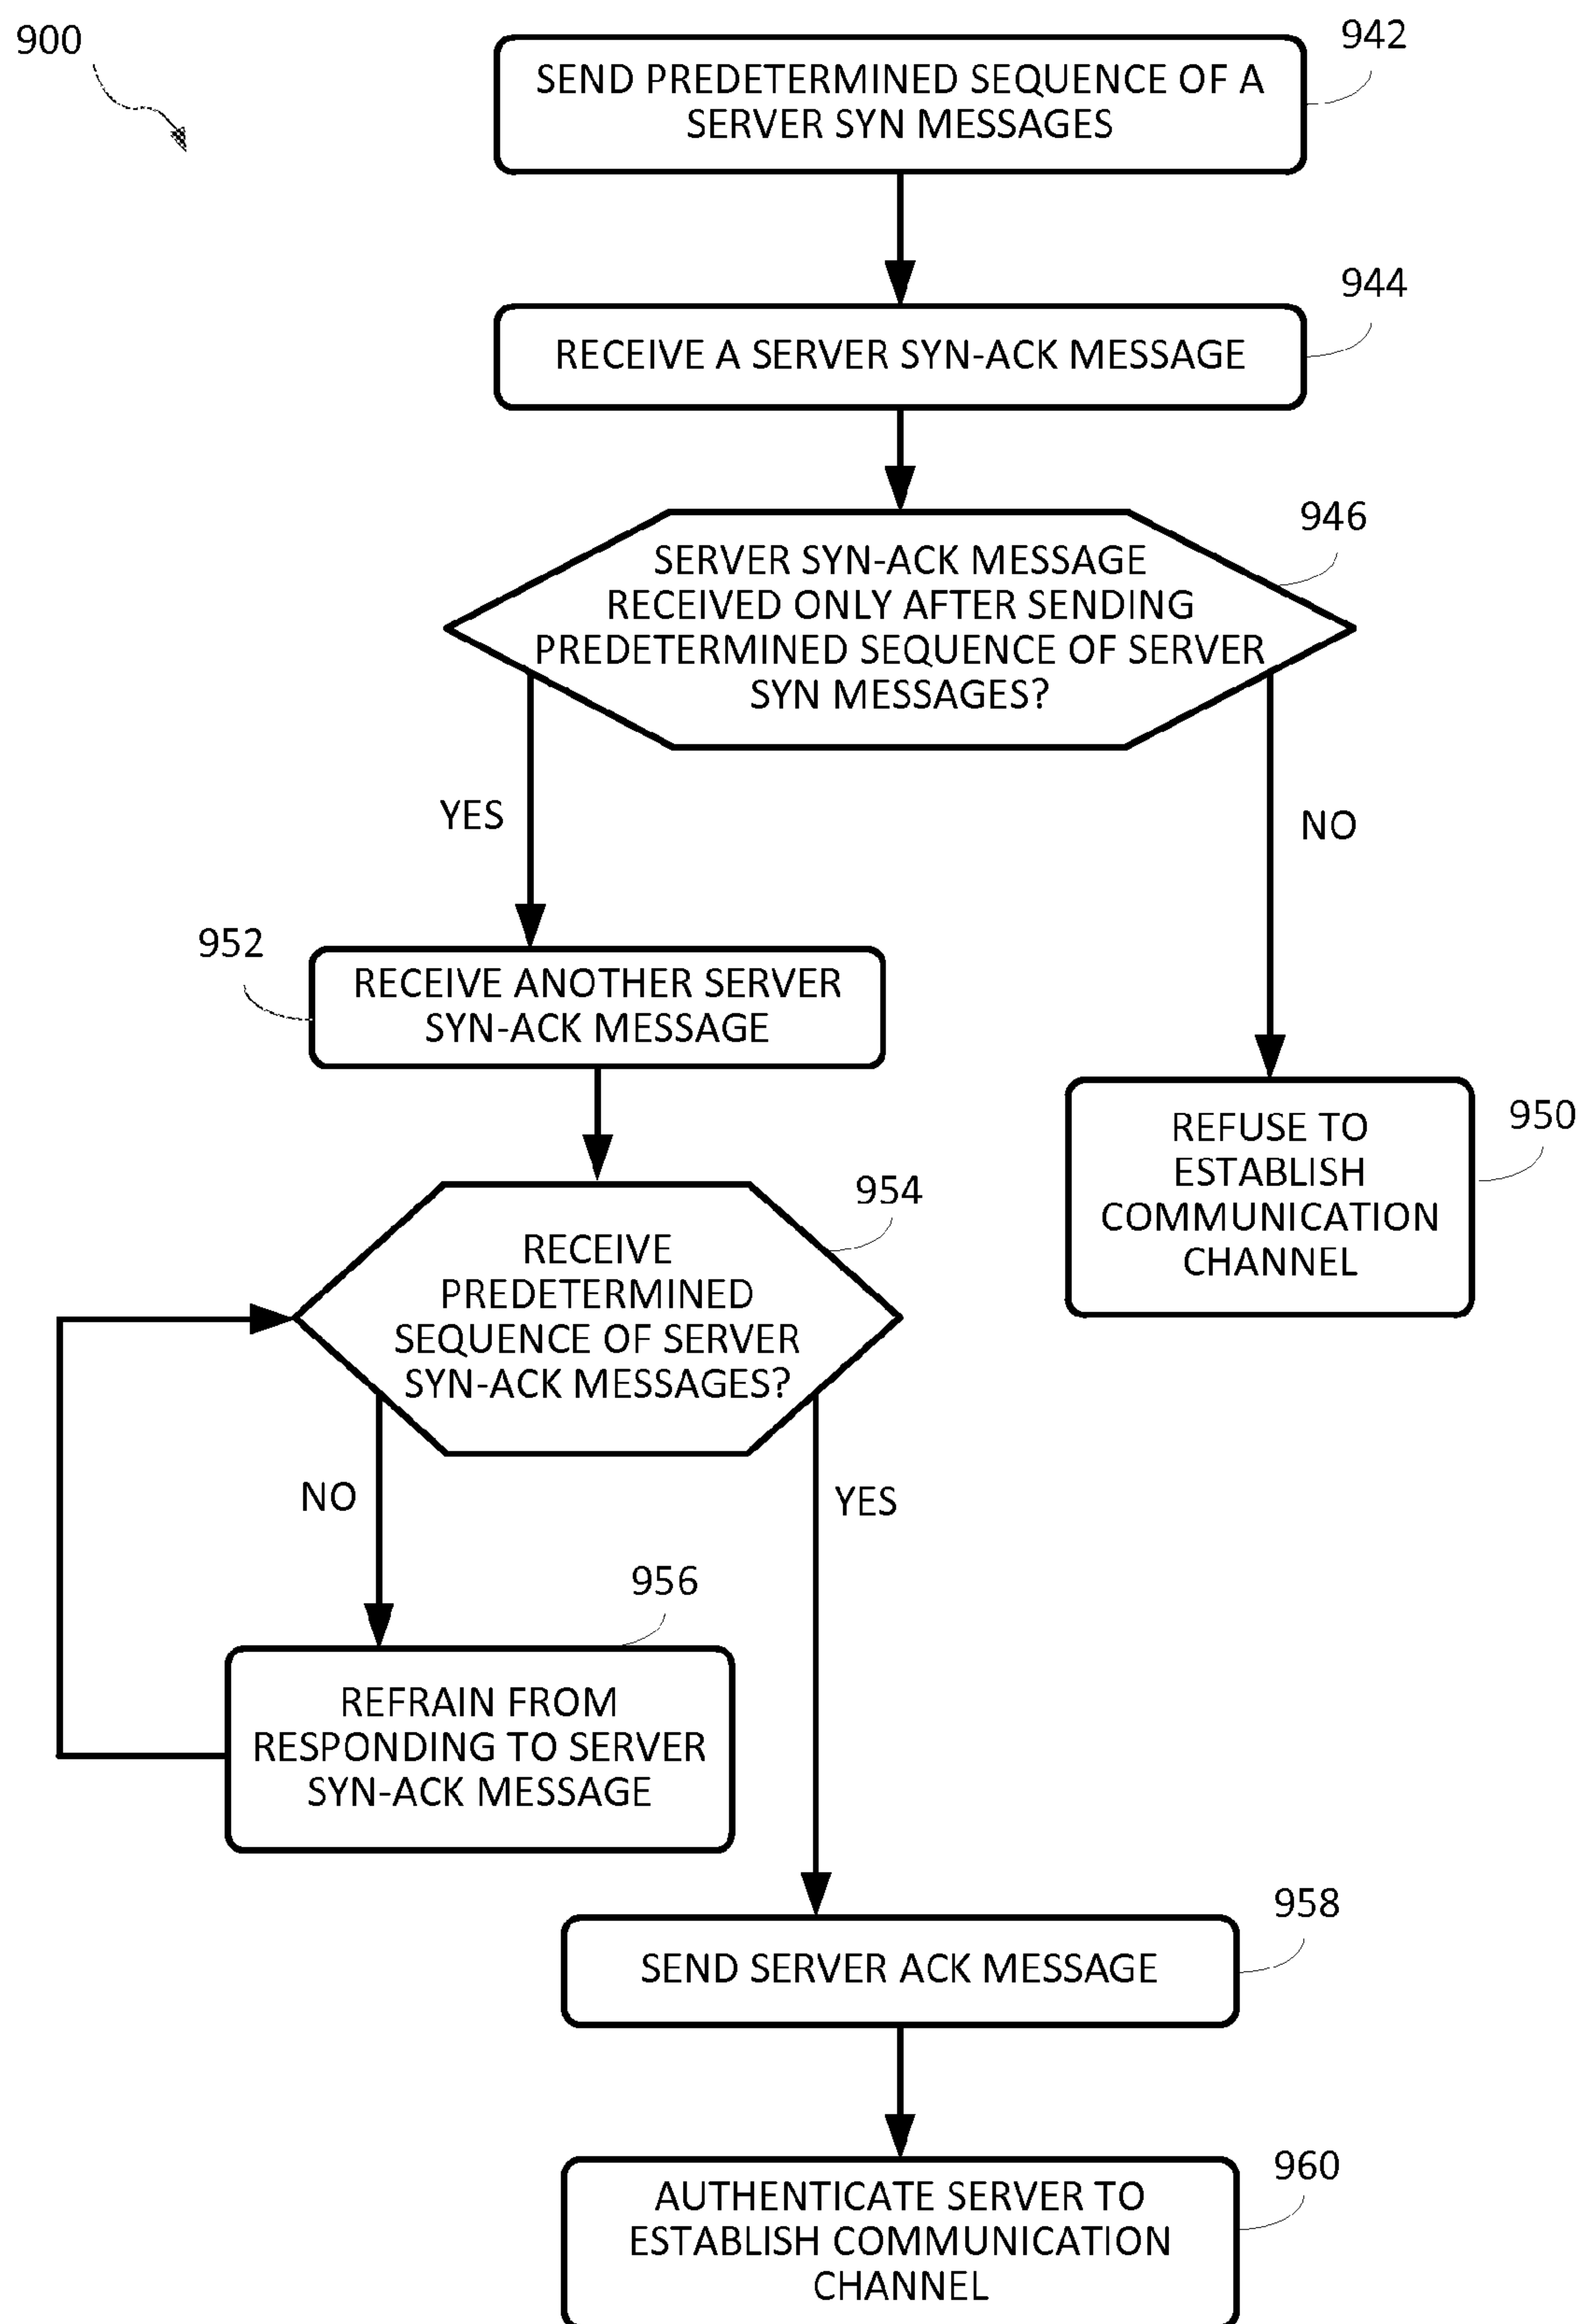 900
942
SEND PREDETERMINED SEQUENCE OF A
SERVER SYN MESSAGES
944
RECEIVE A SERVER SYN-ACK MESSAGE
946
SERVER SYN-ACK MESSAGE
RECEIVED ONLY AFTER SENDING
PREDETERMINED SEQUENCE OF SERVER
SYN MESSAGES?
YES
NO
952
RECEIVE ANOTHER SERVER
SYN-ACK MESSAGE
950
REFUSE TO
ESTABLISH
COMMUNICATION
CHANNEL
954
RECEIVE
PREDETERMINED
SEQUENCE OF SERVER
SYN-ACK MESSAGES?
NO
YES
956
REFRAIN FROM
RESPONDING TO SERVER
SYN-ACK MESSAGE
958
SEND SERVER ACK MESSAGE
960
AUTHENTICATE SERVER TO
ESTABLISH COMMUNICATION
CHANNEL